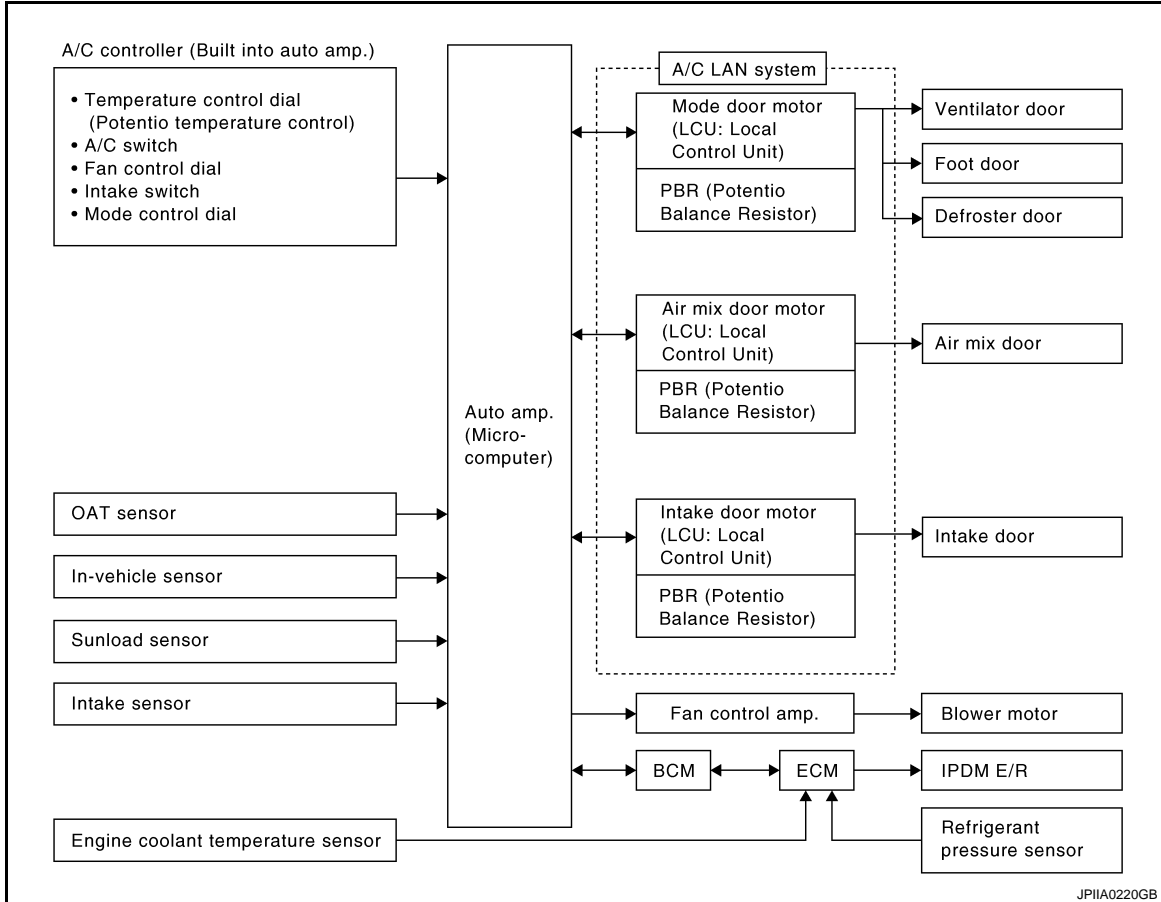 A/C controller (Built into auto amp.)
• Temperature control dial
(Potentio temperature control)
• A/C switch
• Fan control dial
• Intake switch
• Mode control dial
OAT sensor
In-vehicle sensor
Sunload sensor
Intake sensor
Engine coolant temperature sensor
Auto amp.
(Micro-
computer)
A/C LAN system
Mode door motor
(LCU: Local
Control Unit)
PBR (Potentio
Balance Resistor)
Air mix door motor
(LCU: Local
Control Unit)
PBR (Potentio
Balance Resistor)
Intake door motor
(LCU: Local
Control Unit)
PBR (Potentio
Balance Resistor)
Fan control amp.
BCM
ECM
Ventilator door
Foot door
Defroster door
Air mix door
Intake door
Blower motor
IPDM E/R
Refrigerant
pressure sensor
JPIIA0220GB